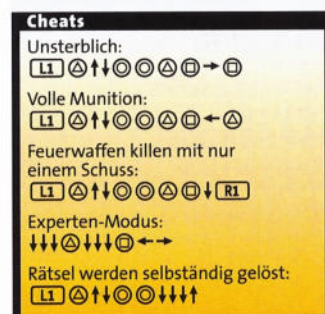 Cheats
Unsterblich:
L1 △ ↑ ↓ ○ ○ △ □ → □
Volle Munition:
L1 △ ↑ ↓ ○ ○ △ □ ← △
Feuerwaffen killen mit nur
einem Schuss:
L1 △ ↑ ↓ ○ ○ △ □ ↓ R1
Experten-Modus:
↓ ↓ ↓ △ ↓ ↓ ↓ □ ← →
Rätsel werden selbständig gelöst:
L1 △ ↑ ↓ ○ ○ ↓ ↓ ↓ ↑